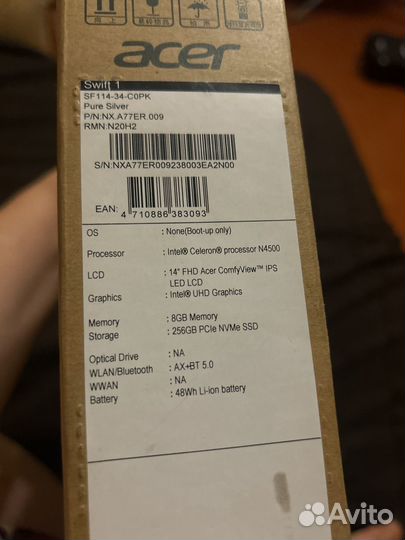 acer
Swift 1
SF114-34-C0PK
Pure Silver
P/N:NX.A77ER.009
RMN:N20H2
S/N:NXA77ER009238003EA2N00
EAN:
4 710886 383093
OS : None(Boot-up only)
Processor : Intel® Celeron® processor N4500
LCD : 14" FHD Acer ComfyView™ IPS
LED LCD
Graphics : Intel® UHD Graphics
Memory : 8GB Memory
Storage : 256GB PCIe NVMe SSD
Optical Drive : NA
WLAN/Bluetooth : AX+BT 5.0
WWAN : NA
Battery : 48Wh Li-ion battery
Avito